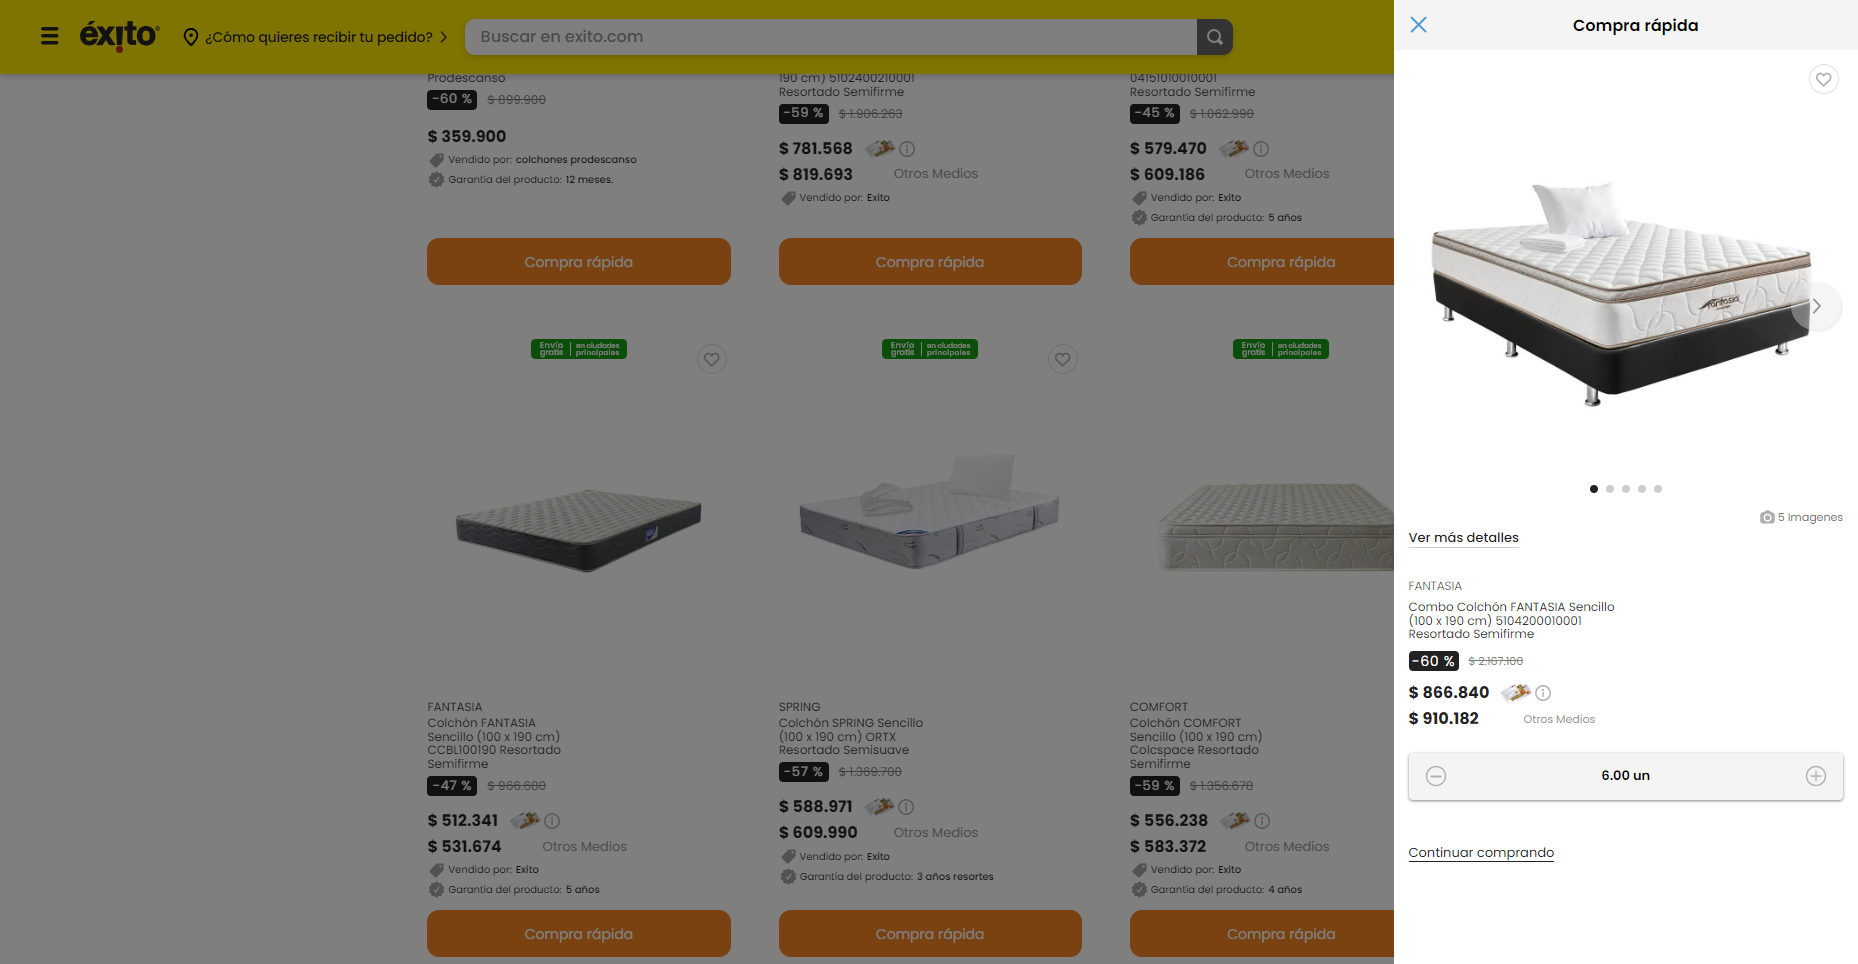 éxito
¿Cómo quieres recibir tu pedido?
Buscar en exito.com
Prodescanso
-60 % $ 899.900
$ 359.900
Vendido por: colchones prodescanso
Garantía del producto: 12 meses.
Compra rápida
190 cm) 5102400210001
Resortado Semifirme
-59 % $ 1.906.263
$ 781.568
$ 819.693 Otros Medios
Vendido por: Exito
Compra rápida
04151010010001
Resortado Semifirme
-45 % $ 1.062.990
$ 579.470
$ 609.186 Otros Medios
Vendido por: Exito
Garantía del producto: 5 años
Compra rápida
Envío gratis | en ciudades principales
FANTASIA
Colchón FANTASIA
Sencillo (100 x 190 cm)
CCBL100190 Resortado
Semifirme
-47 % $ 966.680
$ 512.341
$ 531.674 Otros Medios
Vendido por: Exito
Garantía del producto: 5 años
Compra rápida
Envío gratis | en ciudades principales
SPRING
Colchón SPRING Sencillo
(100 x 190 cm) ORTX
Resortado Semisuave
-57 % $ 1.369.700
$ 588.971
$ 609.990 Otros Medios
Vendido por: Exito
Garantía del producto: 3 años resortes
Compra rápida
Envío gratis | en ciudades principales
COMFORT
Colchón COMFORT
Sencillo (100 x 190 cm)
Colcspace Resortado
Semifirme
-59 % $ 1.356.678
$ 556.238
$ 583.372 Otros Medios
Vendido por: Exito
Garantía del producto: 4 años
Compra rápida
Compra rápida
fantasia
5 Imagenes
Ver más detalles
FANTASIA
Combo Colchón FANTASIA Sencillo
(100 x 190 cm) 5104200010001
Resortado Semifirme
-60 % $ 2.167.100
$ 866.840
$ 910.182 Otros Medios
6.00 un
Continuar comprando